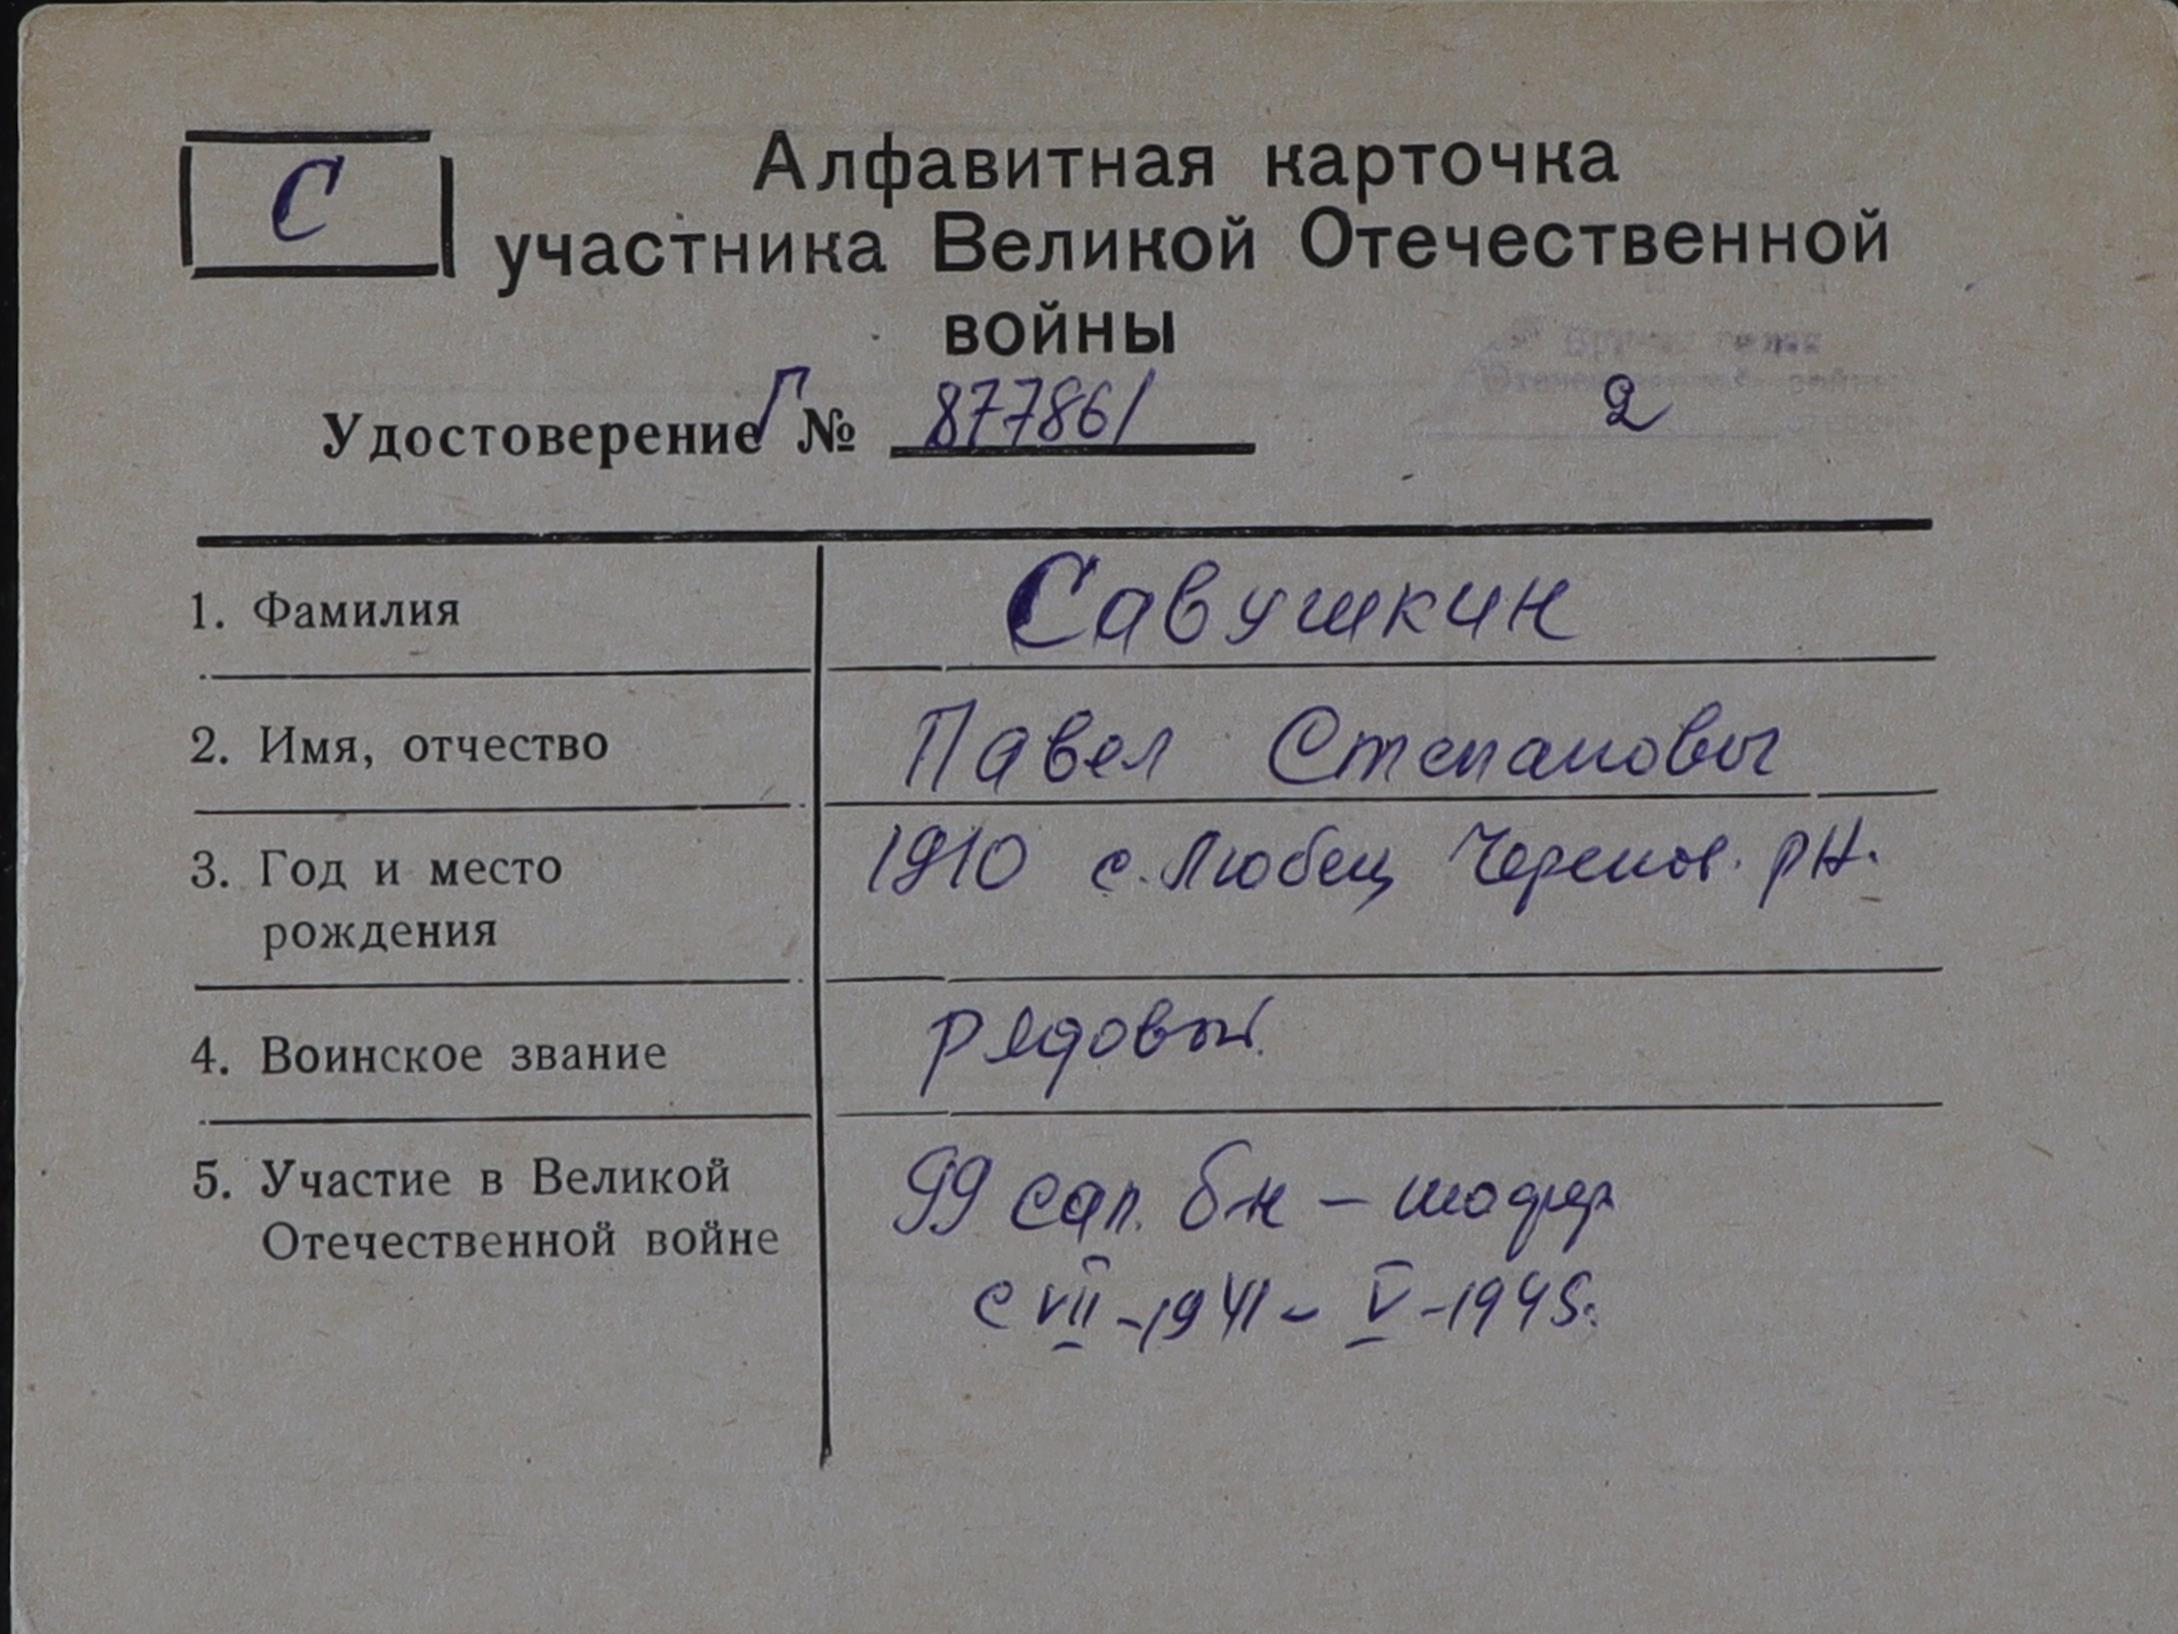 С
Алфавитная карточка
участника Великой Отечественной
войны
Удостоверение Г № 877861 2
1. Фамилия Савушкин
2. Имя, отчество Павел Степанович
3. Год и место 1910 с. Любец Черепов. р-н.
рождения
4. Воинское звание рядовой
5. Участие в Великой 99 сап. б-н – шофер
Отечественной войне
с VII-1941 - V-1945.